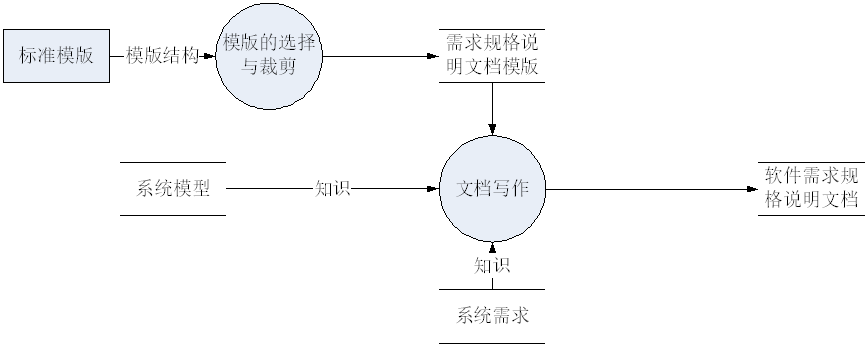 标准模版
模版结构
模版的选择
与裁剪
需求规格说
明文档模版
系统模型
知识
文档写作
软件需求规
格说明文档
知识
系统需求